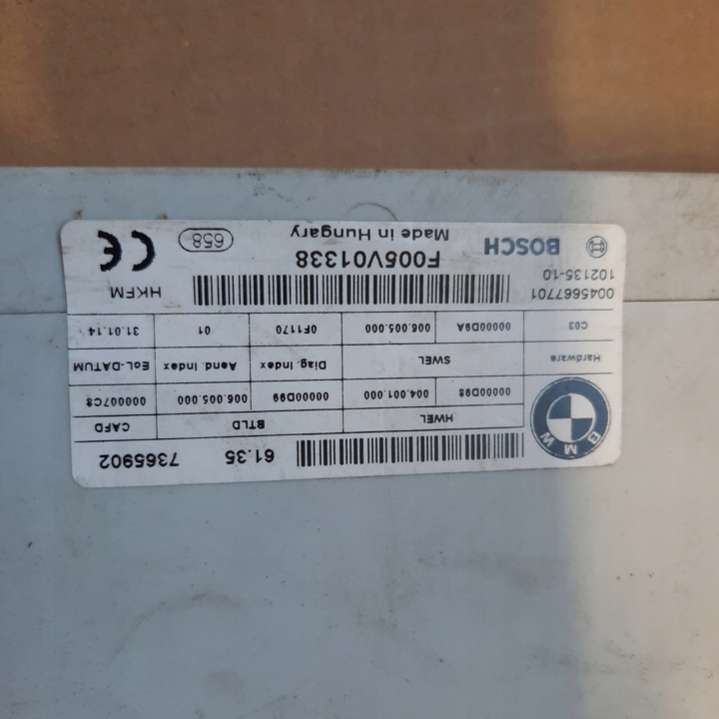 BMW
61.35 7365902
HWEL BTLD CAFD
00000D98 004.001.000 00000D99 006.005.000 000007C8
Hardware SWEL Diag. Index Aend. Index EoL-DATUM
C03 00000D9A 006.005.000 0F1170 01 31.01.14
0045667701 HKFM
102135-10
F005V01338
BOSCH Made in Hungary 658 CE